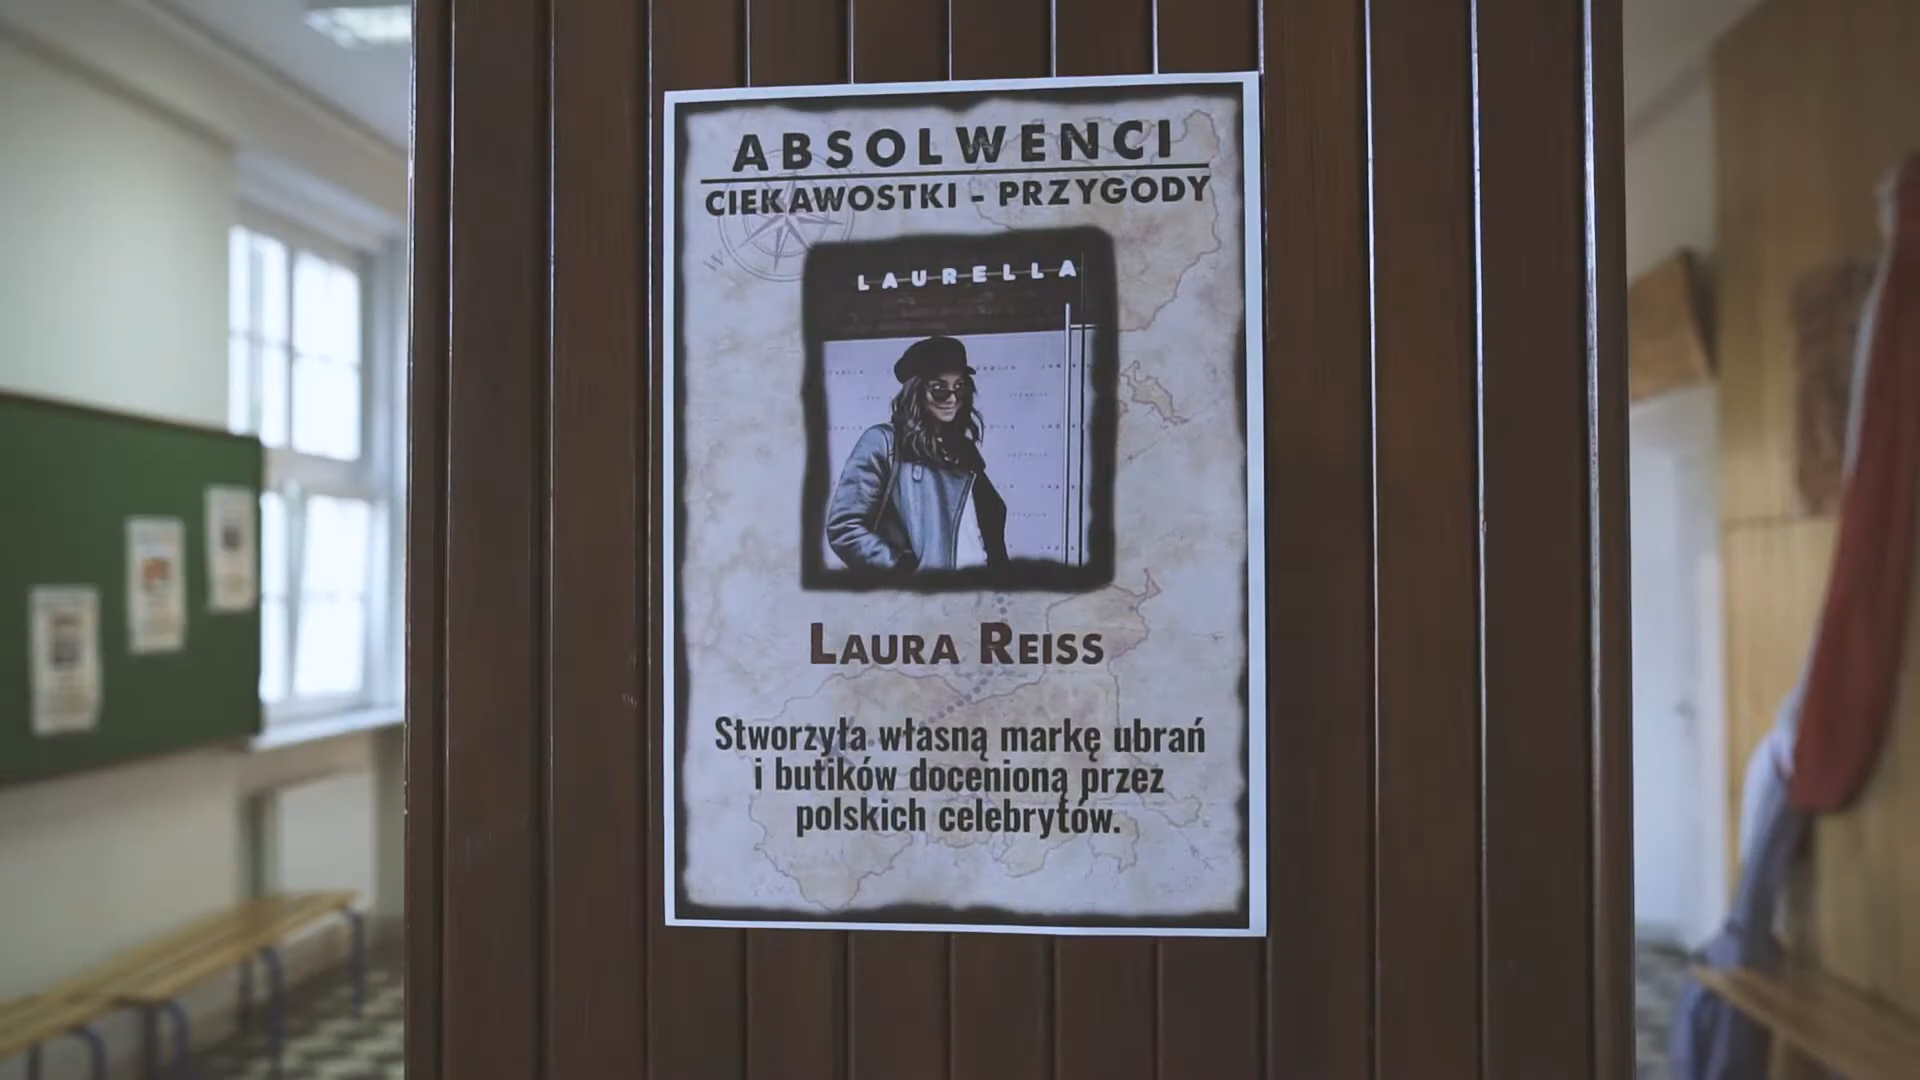 ABSOLWENCI
CIEKAWOSTKI - PRZYGODY
W
LAURELLA
LAURA REISS
Stworzyła własną markę ubrań
i butików docenioną przez
polskich celebrytów.